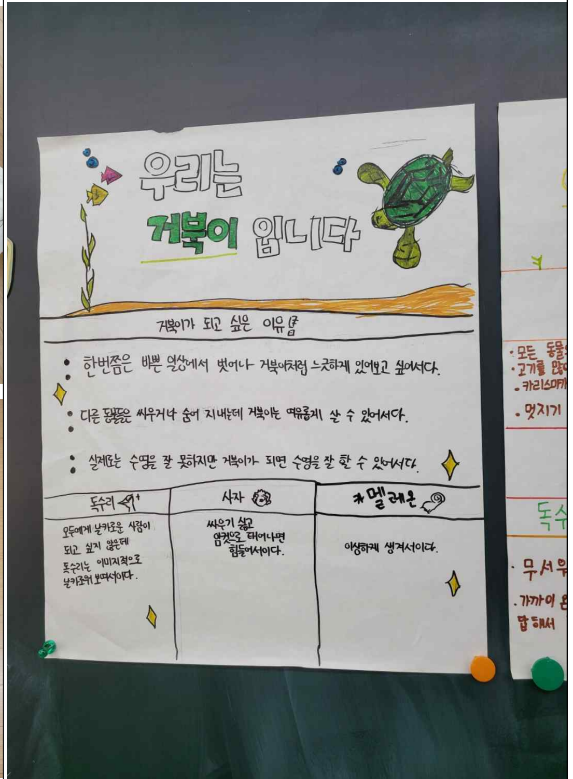 우리는
거북이 입니다
거북이가 되고 싶은 이유
한번쯤은 바쁜 일상에서 벗어나 거북이처럼 느긋하게 있어보고 싶어서다.
다른 동물들은 싸우거나 숨어 지내는데 거북이는 여유롭게 살 수 있어서다.
실제로는 수영을 잘 못하지만 거북이가 되면 수영을 잘 할 수 있어서다.
독수리
모두에게 날카로운 사람이
되고 싶지 않은데
독수리는 이미지적으로
날카로워 보여서이다.
사자
싸우기 싫고
암컷으로 태어나면
힘들어서이다.
카멜레온
이상하게 생겨서이다.
· 모든 동물
· 고기를 많이
· 카리스마가
· 멋지기
독수
· 무서워
· 가까이
말해서